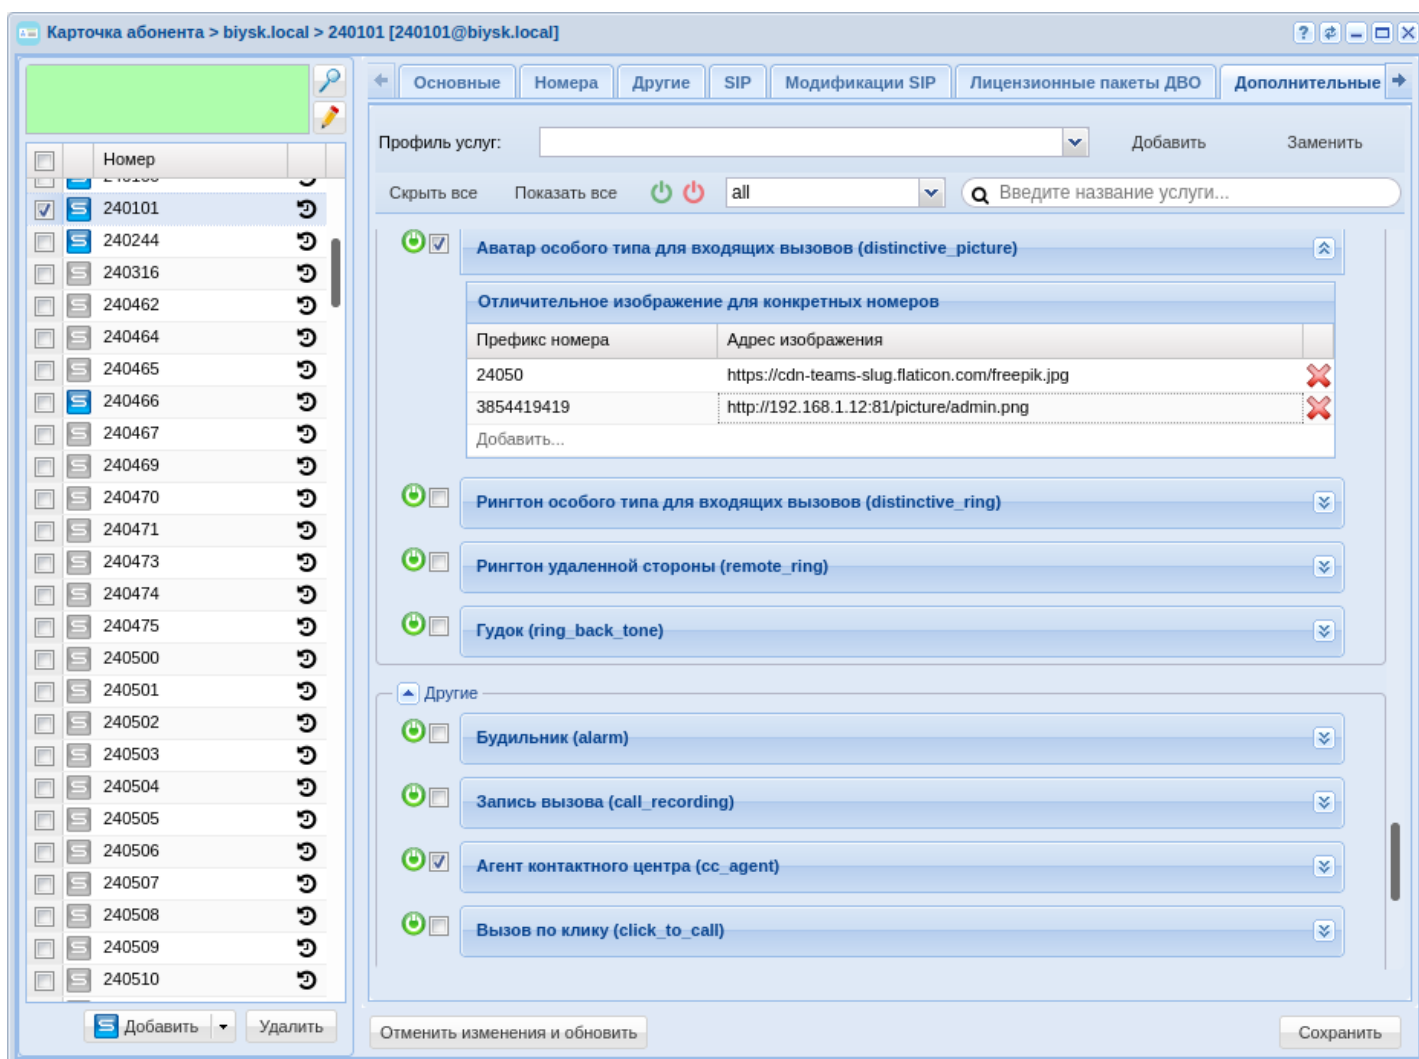 Карточка абонента > biysk.local > 240101 [240101@biysk.local]
Основные Номера Другие SIP Модификации SIP Лицензионные пакеты ДВО Дополнительные
Профиль услуг: Добавить Заменить
Скрыть все Показать все all Введите название услуги...
Номер
240101
240244
240316
240462
240464
240465
240466
240467
240469
240470
240471
240473
240474
240475
240500
240501
240502
240503
240504
240505
240506
240507
240508
240509
240510
Добавить Удалить
Аватар особого типа для входящих вызовов (distinctive_picture)
Отличительное изображение для конкретных номеров
Префикс номера Адрес изображения
24050 https://cdn-teams-slug.flaticon.com/freepik.jpg
3854419419 http://192.168.1.12:81/picture/admin.png
Добавить...
Рингтон особого типа для входящих вызовов (distinctive_ring)
Рингтон удаленной стороны (remote_ring)
Гудок (ring_back_tone)
Другие
Будильник (alarm)
Запись вызова (call_recording)
Агент контактного центра (cc_agent)
Вызов по клику (click_to_call)
Отменить изменения и обновить Сохранить